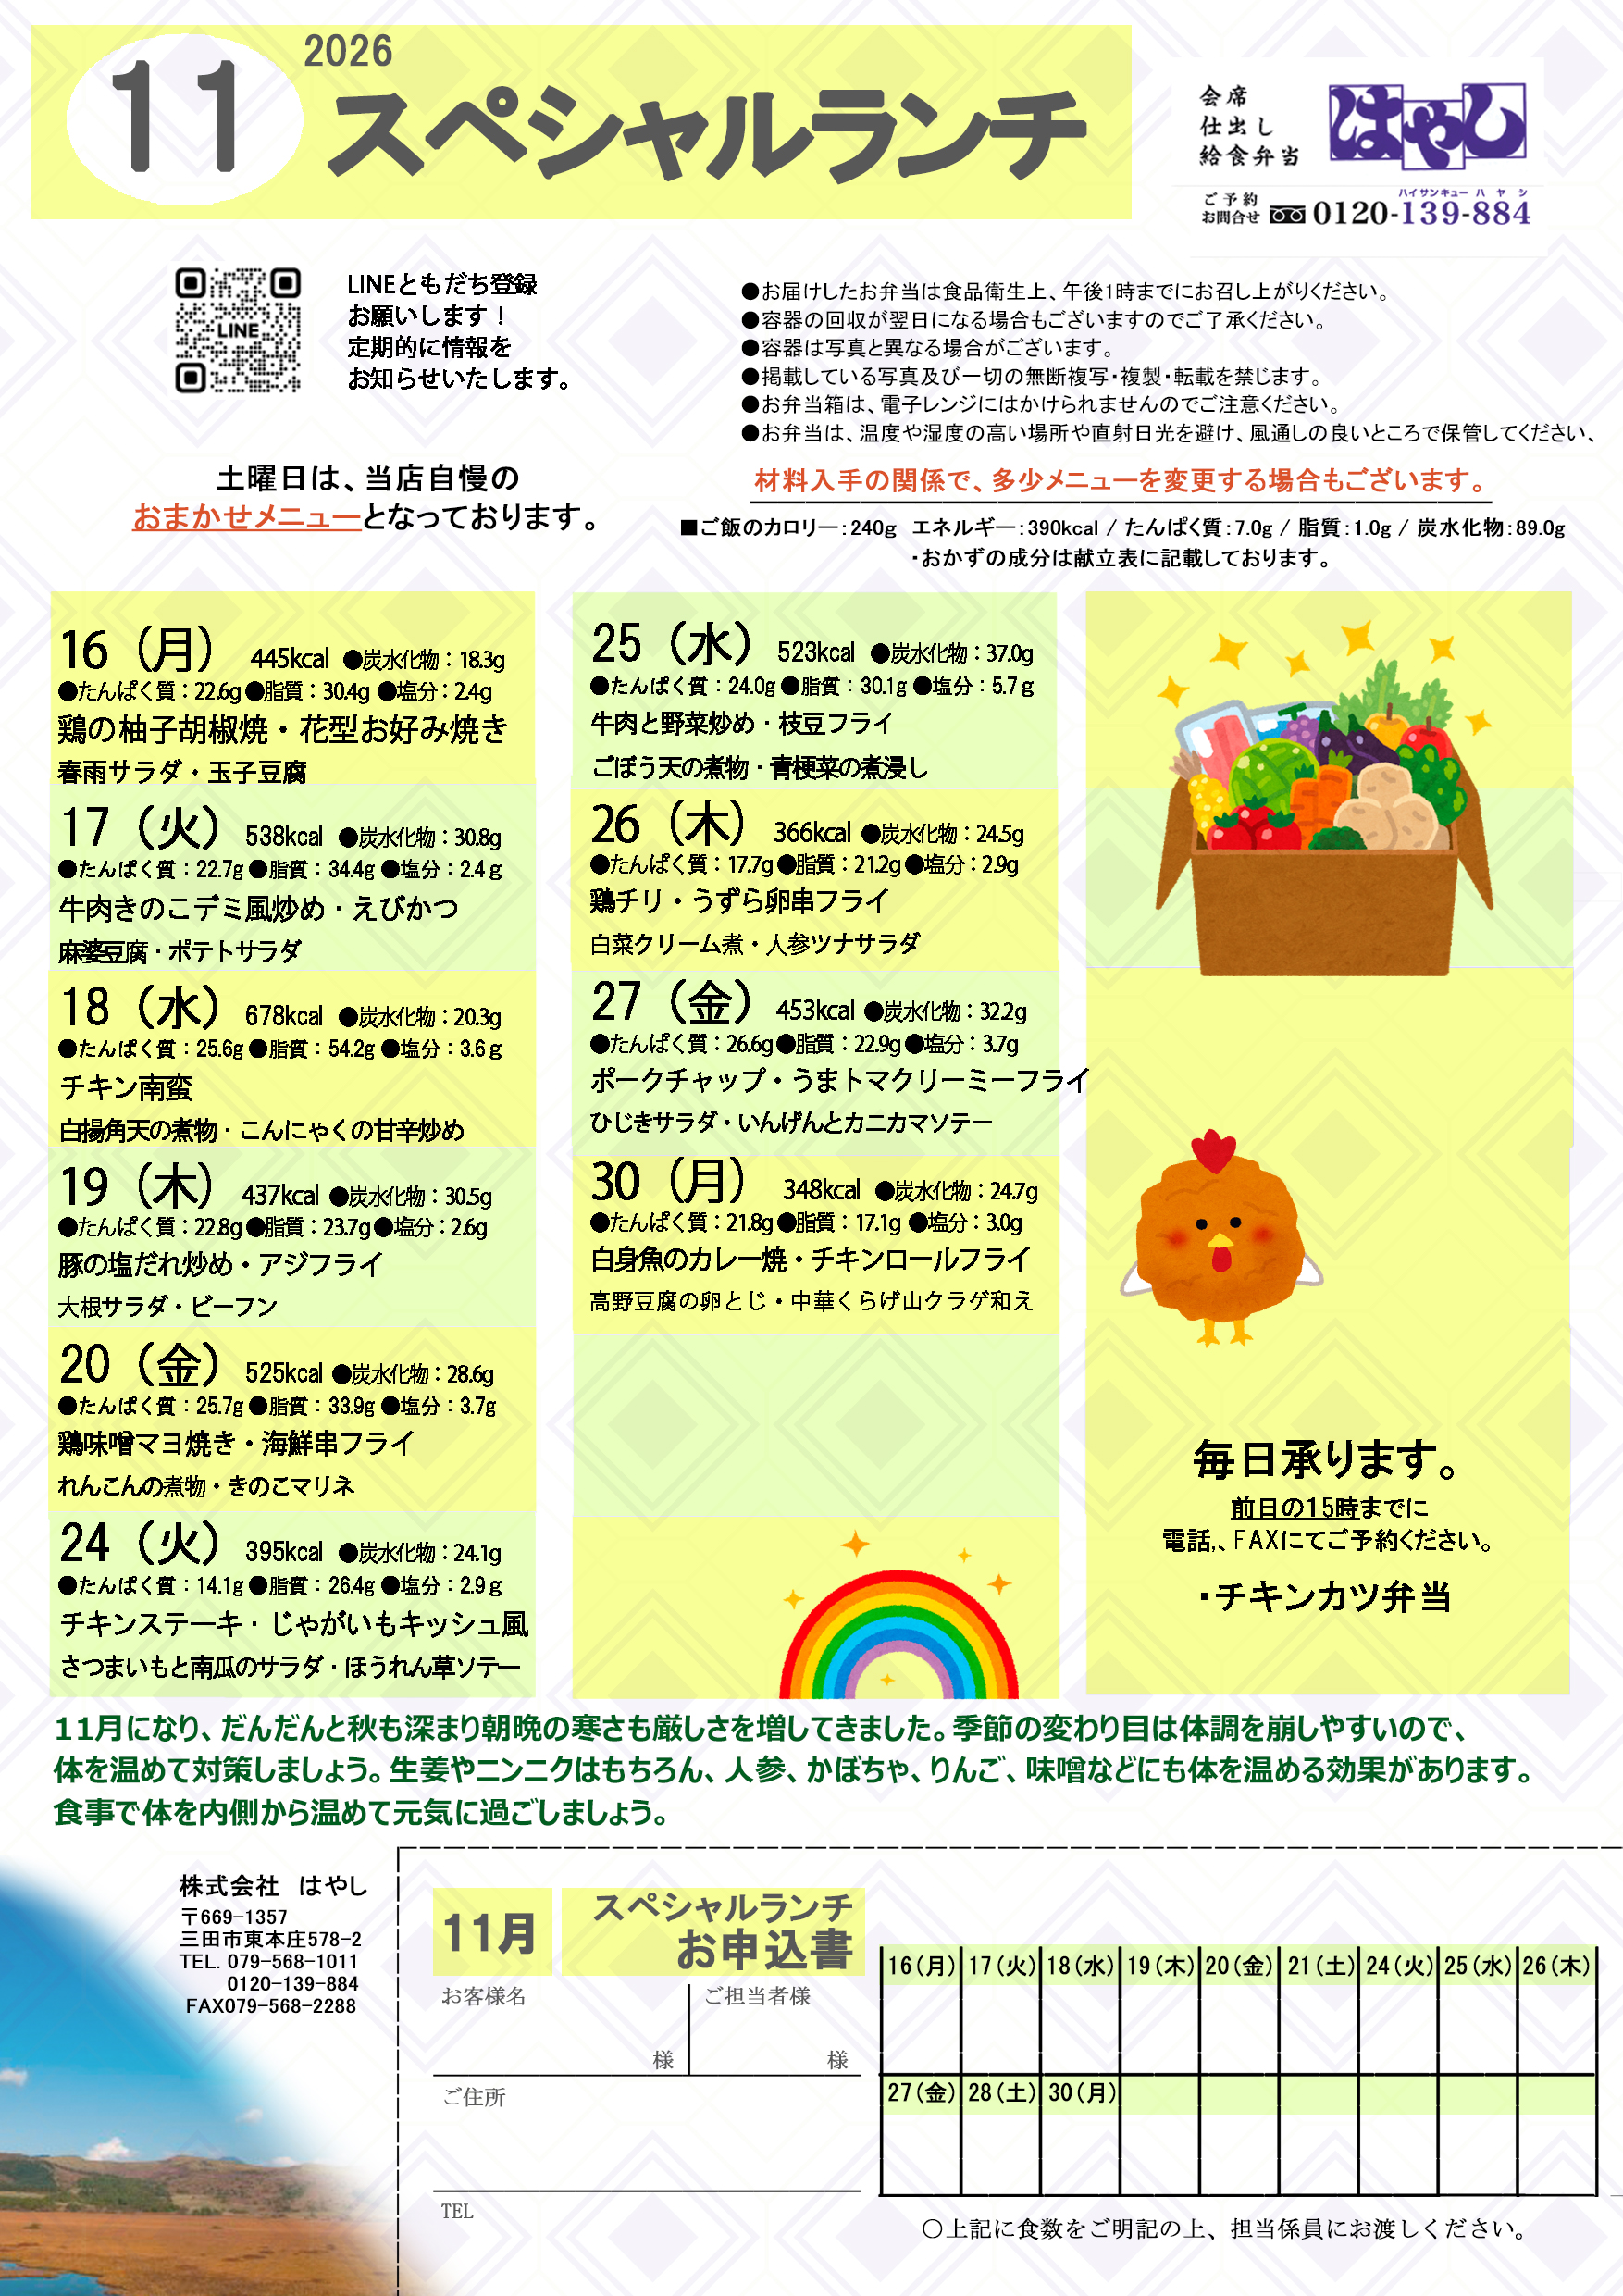 11
2026
スペシャルランチ
会席
仕出し
給食弁当
はやし
ハイサンキュー ハ ヤ シ
ご予約
お問合せ 0120-139-884
LINE
LINEともだち登録
お願いします！
定期的に情報を
お知らせいたします。
●お届けしたお弁当は食品衛生上、午後1時までにお召し上がりください。
●容器の回収が翌日になる場合もございますのでご了承ください。
●容器は写真と異なる場合がございます。
●掲載している写真及び一切の無断複写・複製・転載を禁じます。
●お弁当箱は、電子レンジにはかけられませんのでご注意ください。
●お弁当は、温度や湿度の高い場所や直射日光を避け、風通しの良いところで保管してください、
土曜日は、当店自慢の
おまかせメニューとなっております。
材料入手の関係で、多少メニューを変更する場合もございます。
■ご飯のカロリー：240g エネルギー：390kcal / たんぱく質：7.0g / 脂質：1.0g / 炭水化物：89.0g
・おかずの成分は献立表に記載しております。
16（月） 445kcal ●炭水化物：18.3g
●たんぱく質：22.6g ●脂質：30.4g ●塩分：2.4g
鶏の柚子胡椒焼・花型お好み焼き
春雨サラダ・玉子豆腐
17（火） 538kcal ●炭水化物：30.8g
●たんぱく質：22.7g ●脂質：34.4g ●塩分：2.4g
牛肉きのこデミ風炒め・えびかつ
麻婆豆腐・ポテトサラダ
18（水） 678kcal ●炭水化物：20.3g
●たんぱく質：25.6g ●脂質：54.2g ●塩分：3.6g
チキン南蛮
白揚角天の煮物・こんにゃくの甘辛炒め
19（木） 437kcal ●炭水化物：30.5g
●たんぱく質：22.8g ●脂質：23.7g ●塩分：2.6g
豚の塩だれ炒め・アジフライ
大根サラダ・ビーフン
20（金） 525kcal ●炭水化物：28.6g
●たんぱく質：25.7g ●脂質：33.9g ●塩分：3.7g
鶏味噌マヨ焼き・海鮮串フライ
れんこんの煮物・きのこマリネ
24（火） 395kcal ●炭水化物：24.1g
●たんぱく質：14.1g ●脂質：26.4g ●塩分：2.9g
チキンステーキ・じゃがいもキッシュ風
さつまいもと南瓜のサラダ・ほうれん草ソテー
25（水） 523kcal ●炭水化物：37.0g
●たんぱく質：24.0g ●脂質：30.1g ●塩分：5.7g
牛肉と野菜炒め・枝豆フライ
ごぼう天の煮物・青梗菜の煮浸し
26（木） 366kcal ●炭水化物：24.5g
●たんぱく質：17.7g ●脂質：21.2g ●塩分：2.9g
鶏チリ・うずら卵串フライ
白菜クリーム煮・人参ツナサラダ
27（金） 453kcal ●炭水化物：32.2g
●たんぱく質：26.6g ●脂質：22.9g ●塩分：3.7g
ポークチャップ・うまトマクリーミーフライ
ひじきサラダ・いんげんとカニカマソテー
30（月） 348kcal ●炭水化物：24.7g
●たんぱく質：21.8g ●脂質：17.1g ●塩分：3.0g
白身魚のカレー焼・チキンロールフライ
高野豆腐の卵とじ・中華くらげ山クラゲ和え
毎日承ります。
前日の15時までに
電話,、FAXにてご予約ください。
・チキンカツ弁当
11月になり、だんだんと秋も深まり朝晩の寒さも厳しさを増してきました。季節の変わり目は体調を崩しやすいので、
体を温めて対策しましょう。生姜やニンニクはもちろん、人参、かぼちゃ、りんご、味噌などにも体を温める効果があります。
食事で体を内側から温めて元気に過ごしましょう。
株式会社 はやし
〒669-1357
三田市東本庄578-2
TEL. 079-568-1011
0120-139-884
FAX079-568-2288
11月
スペシャルランチ
お申込書
お客様名
様
ご担当者様
様
ご住所
TEL
16（月） 17（火） 18（水） 19（木） 20（金） 21（土） 24（火） 25（水） 26（木）
27（金） 28（土） 30（月）
〇上記に食数をご明記の上、担当係員にお渡しください。